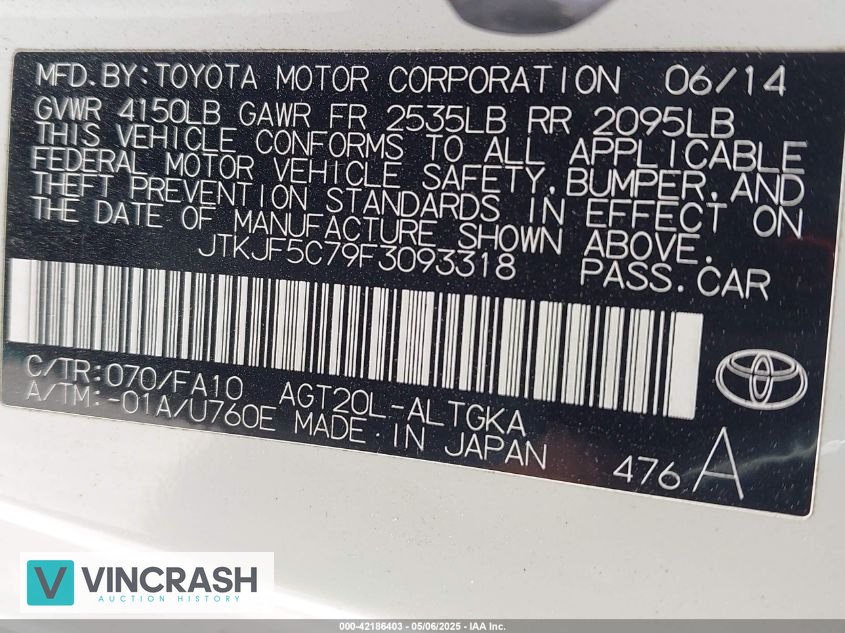 MFD. BY: TOYOTA MOTOR CORPORATION 06/14
GVWR 4150LB GAWR FR 2535LB RR 2095LB
THIS VEHICLE CONFORMS TO ALL APPLICABLE
FEDERAL MOTOR VEHICLE SAFETY, BUMPER, AND
THEFT PREVENTION STANDARDS IN EFFECT ON
THE DATE OF MANUFACTURE SHOWN ABOVE.
JTKJF5C79F3093318 PASS. CAR
C/TR: 070/FA10 AGT20L-ALTGKA
A/TM: -01A/U760E MADE IN JAPAN
476 A
V VINCRASH
AUCTION HISTORY
000-42186403 - 05/06/2025 - IAA Inc.